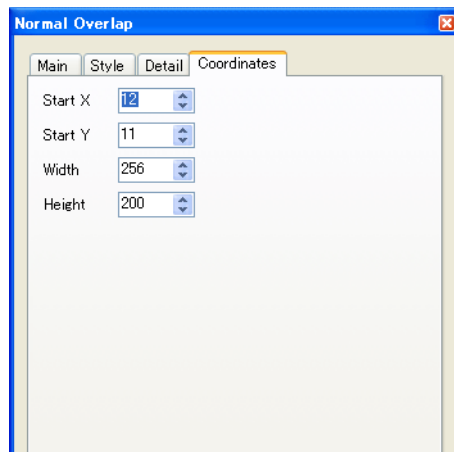 Normal Overlap
Main Style Detail Coordinates
Start X 12
Start Y 11
Width 256
Height 200